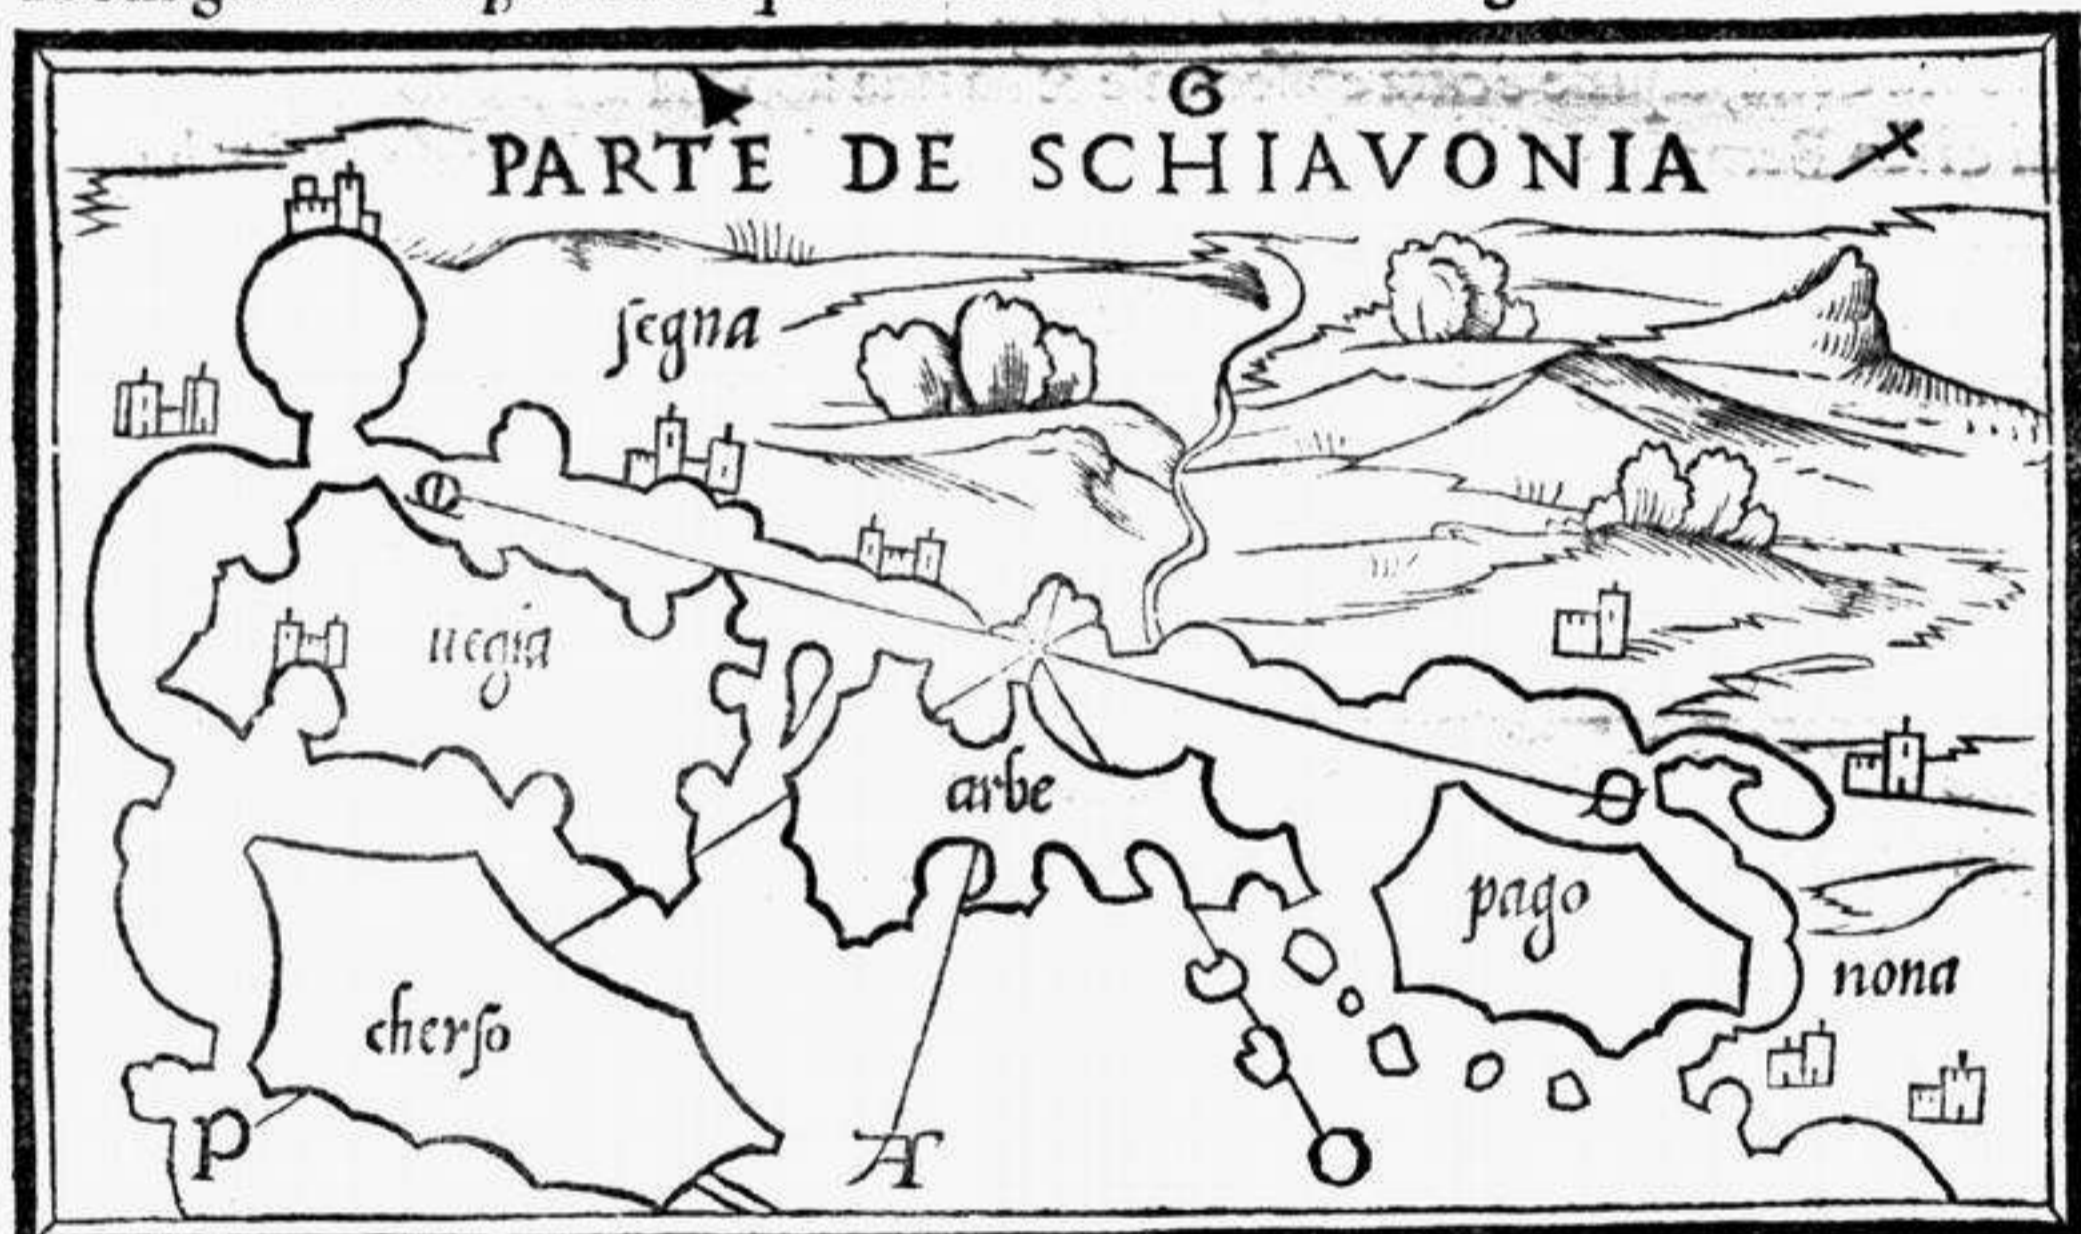 G
PARTE DE SCHIAVONIA
ſegna
uegia
arbe
pago
nona
cherſo
P
O